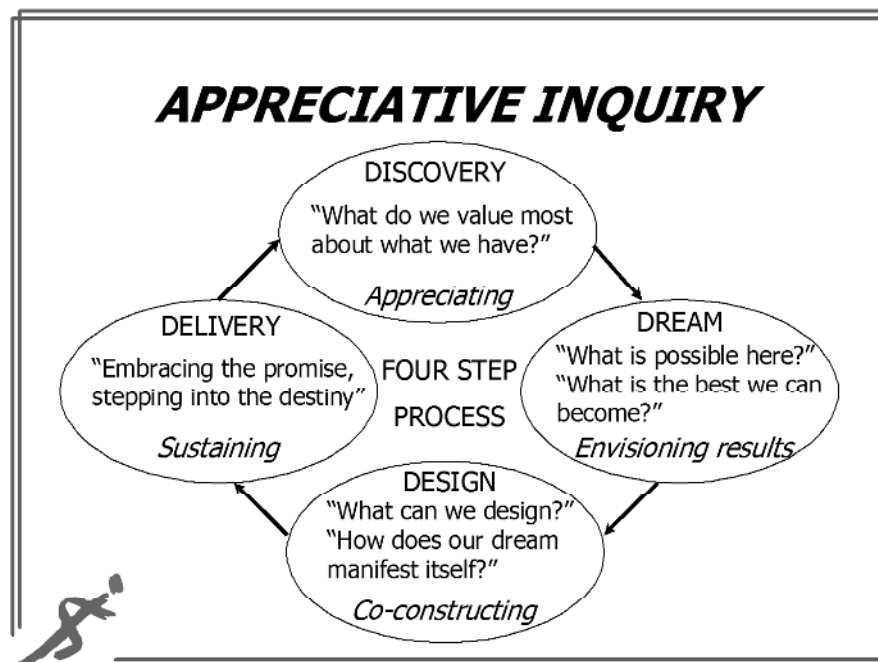 APPRECIATIVE INQUIRY
DISCOVERY
“What do we value most
about what we have?”
Appreciating
DREAM
“What is possible here?”
“What is the best we can
become?”
Envisioning results
DESIGN
“What can we design?”
“How does our dream
manifest itself?”
Co-constructing
DELIVERY
“Embracing the promise,
stepping into the destiny”
Sustaining
FOUR STEP
PROCESS